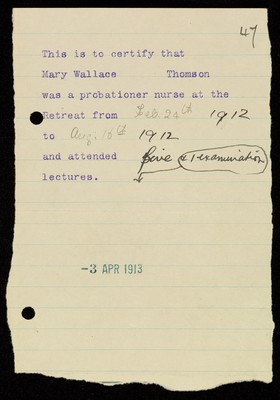 47
This is to certify that
Mary Wallace Thomson
was a probationer nurse at the
Retreat from Feb. 24th 1912
to Aug. 16th 1912
and attended five & 1 examination
lectures.
-3 APR 1913